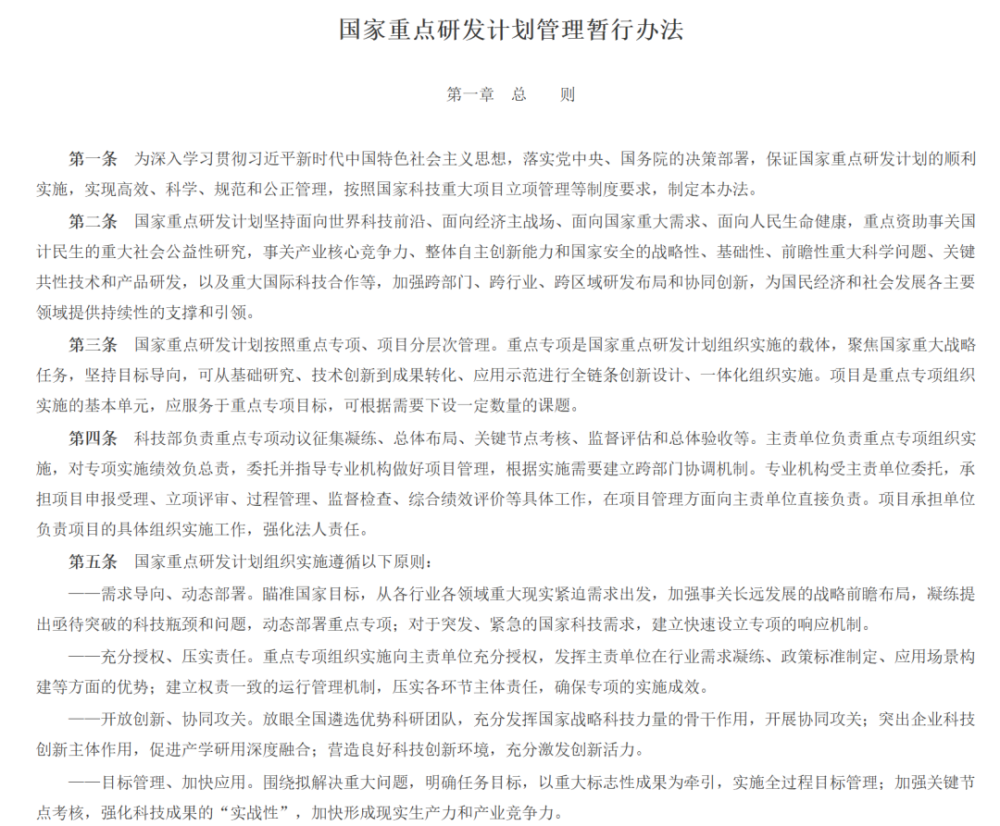 国家重点研发计划管理暂行办法
第一章 总 则
第一条 为深入学习贯彻习近平新时代中国特色社会主义思想，落实党中央、国务院的决策部署，保证国家重点研发计划的顺利
实施，实现高效、科学、规范和公正管理，按照国家科技重大项目立项管理等制度要求，制定本办法。
第二条 国家重点研发计划坚持面向世界科技前沿、面向经济主战场、面向国家重大需求、面向人民生命健康，重点资助事关国
计民生的重大社会公益性研究，事关产业核心竞争力、整体自主创新能力和国家安全的战略性、基础性、前瞻性重大科学问题、关键
共性技术和产品研发，以及重大国际科技合作等，加强跨部门、跨行业、跨区域研发布局和协同创新，为国民经济和社会发展各主要
领域提供持续性的支撑和引领。
第三条 国家重点研发计划按照重点专项、项目分层次管理。重点专项是国家重点研发计划组织实施的载体，聚焦国家重大战略
任务，坚持目标导向，可从基础研究、技术创新到成果转化、应用示范进行全链条创新设计、一体化组织实施。项目是重点专项组织
实施的基本单元，应服务于重点专项目标，可根据需要下设一定数量的课题。
第四条 科技部负责重点专项动议征集凝练、总体布局、关键节点考核、监督评估和总体验收等。主责单位负责重点专项组织实
施，对专项实施绩效负总责，委托并指导专业机构做好项目管理，根据实施需要建立跨部门协调机制。专业机构受主责单位委托，承
担项目申报受理、立项评审、过程管理、监督检查、综合绩效评价等具体工作，在项目管理方面向主责单位直接负责。项目承担单位
负责项目的具体组织实施工作，强化法人责任。
第五条 国家重点研发计划组织实施遵循以下原则：
——需求导向、动态部署。瞄准国家目标，从各行业各领域重大现实紧迫需求出发，加强事关长远发展的战略前瞻布局，凝练提
出亟待突破的科技瓶颈和问题，动态部署重点专项；对于突发、紧急的国家科技需求，建立快速设立专项的响应机制。
——充分授权、压实责任。重点专项组织实施向主责单位充分授权，发挥主责单位在行业需求凝练、政策标准制定、应用场景构
建等方面的优势；建立权责一致的运行管理机制，压实各环节主体责任，确保专项的实施成效。
——开放创新、协同攻关。放眼全国遴选优势科研团队，充分发挥国家战略科技力量的骨干作用，开展协同攻关；突出企业科技
创新主体作用，促进产学研用深度融合；营造良好科技创新环境，充分激发创新活力。
——目标管理、加快应用。围绕拟解决重大问题，明确任务目标，以重大标志性成果为牵引，实施全过程目标管理；加强关键节
点考核，强化科技成果的“实战性”，加快形成现实生产力和产业竞争力。